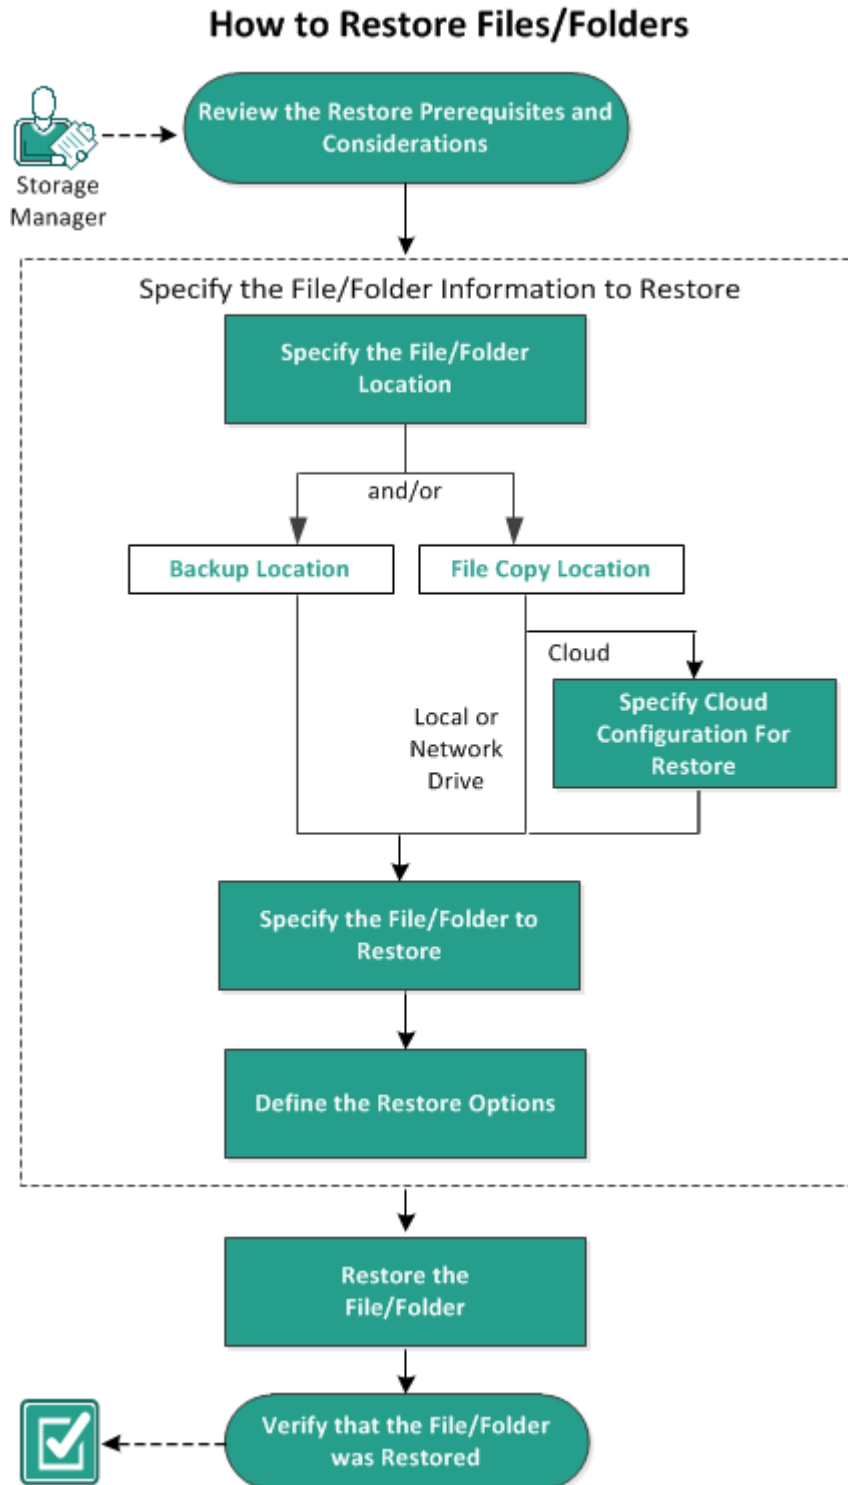 How to Restore Files/Folders
Review the Restore Prerequisites and
Considerations
Storage
Manager
Specify the File/Folder Information to Restore
Specify the File/Folder
Location
and/or
Backup Location
File Copy Location
Cloud
Specify Cloud
Configuration For
Restore
Local or
Network
Drive
Specify the File/Folder to
Restore
Define the Restore Options
Restore the
File/Folder
Verify that the File/Folder
was Restored